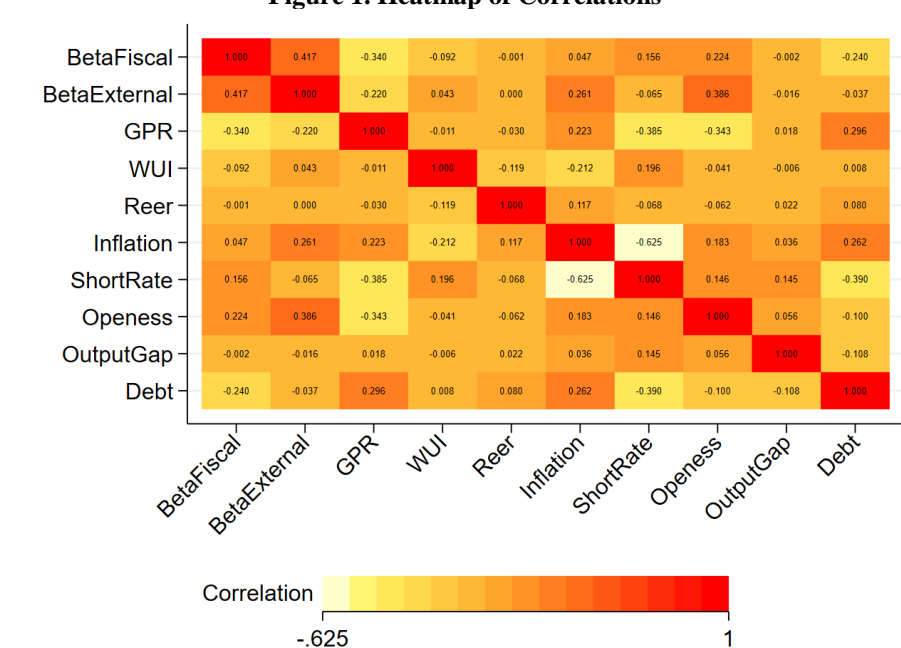 Figure 1. Heatmap of Correlations
BetaFiscal 1.000 0.417 -0.340 -0.092 -0.001 0.047 0.156 0.224 -0.002 -0.240
BetaExternal 0.417 1.000 -0.220 0.043 0.000 0.261 -0.065 0.386 -0.016 -0.037
GPR -0.340 -0.220 1.000 -0.011 -0.030 0.223 -0.385 -0.343 0.018 0.296
WUI -0.092 0.043 -0.011 1.000 -0.119 -0.212 0.196 -0.041 -0.006 0.008
Reer -0.001 0.000 -0.030 -0.119 1.000 0.117 -0.068 -0.062 0.022 0.080
Inflation 0.047 0.261 0.223 -0.212 0.117 1.000 -0.625 0.183 0.036 0.262
ShortRate 0.156 -0.065 -0.385 0.196 -0.068 -0.625 1.000 0.146 0.145 -0.390
Openess 0.224 0.386 -0.343 -0.041 -0.062 0.183 0.146 1.000 0.056 -0.100
OutputGap -0.002 -0.016 0.018 -0.006 0.022 0.036 0.145 0.056 1.000 -0.108
Debt -0.240 -0.037 0.296 0.008 0.080 0.262 -0.390 -0.100 -0.108 1.000
BetaFiscal BetaExternal GPR WUI Reer Inflation ShortRate Openess OutputGap Debt
Correlation
-.625 1